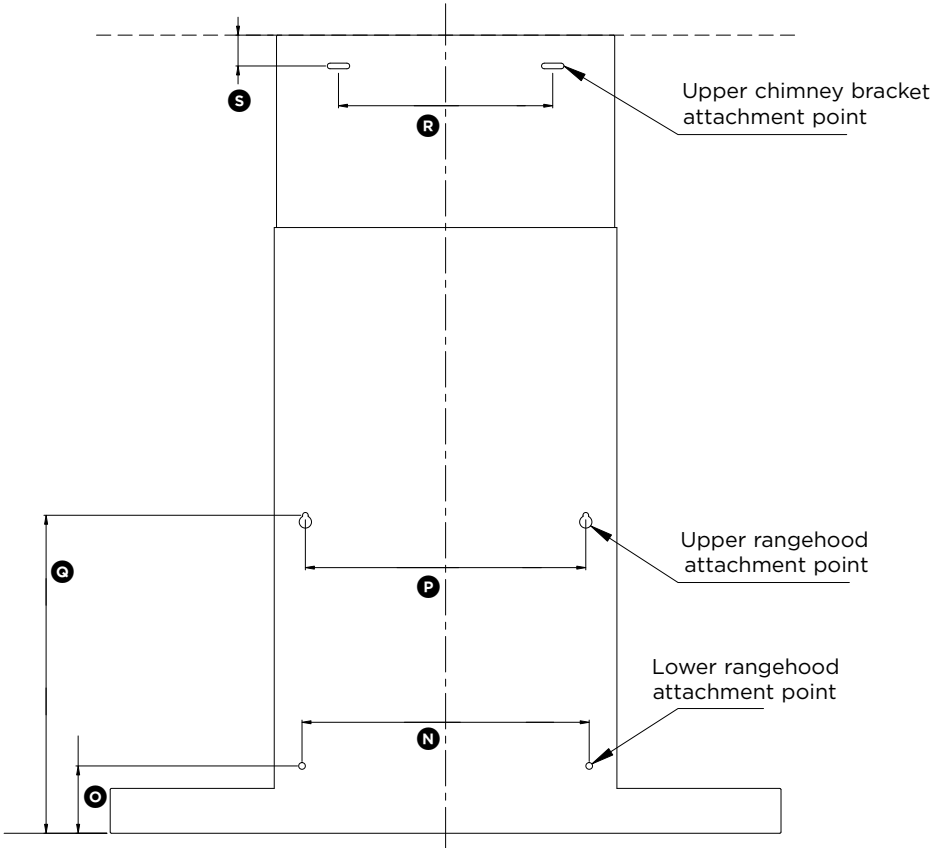 S
R
Upper chimney bracket
attachment point
Q
P
Upper rangehood
attachment point
Lower rangehood
attachment point
N
O